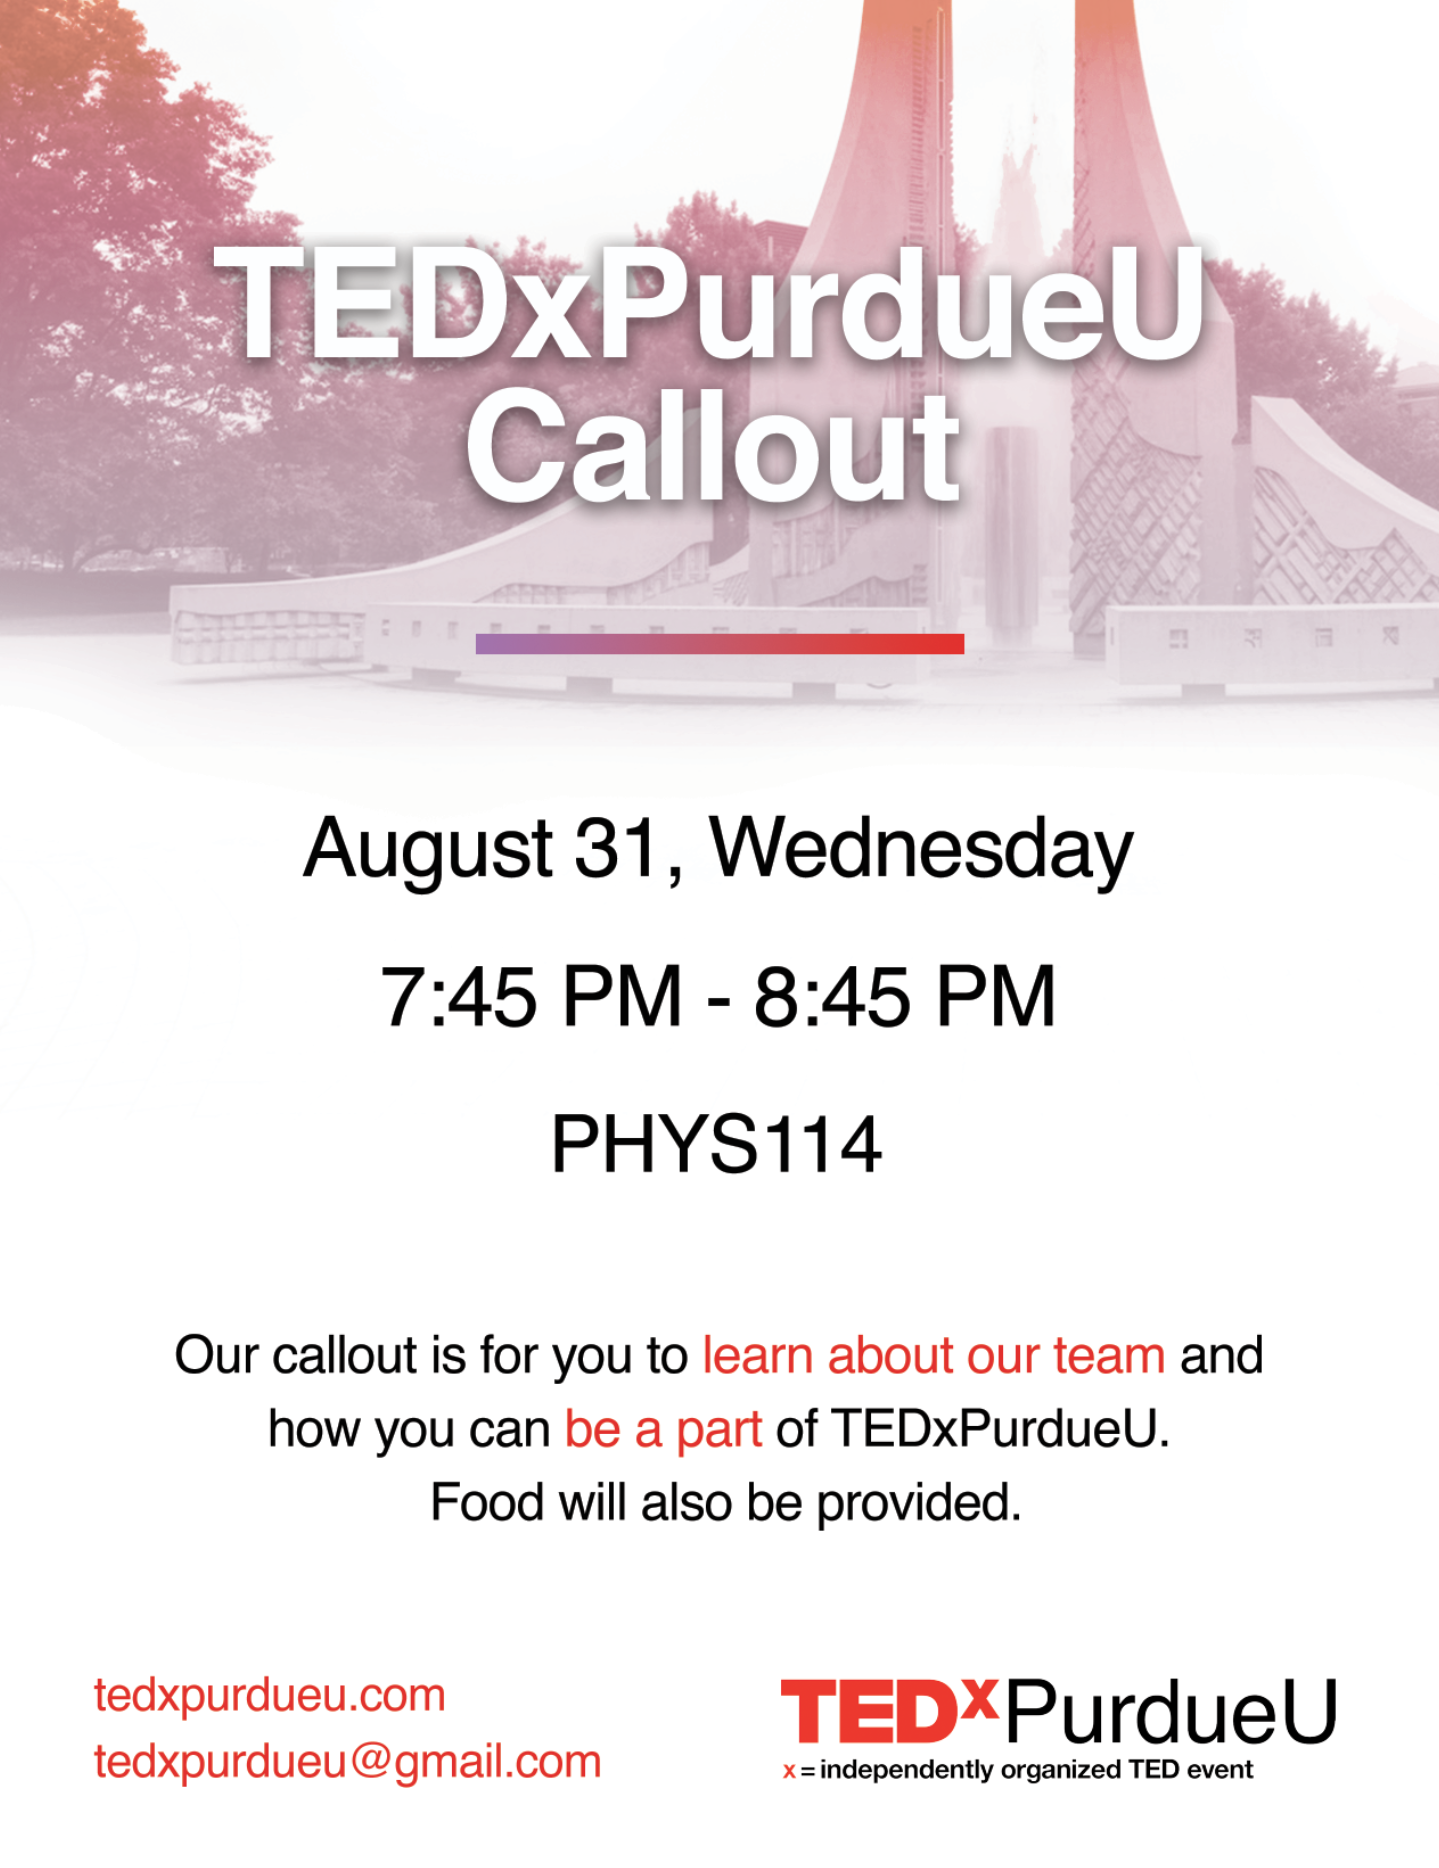 TEDxPurdueU
Callout
August 31, Wednesday
7:45 PM - 8:45 PM
PHYS114
Our callout is for you to learn about our team and
how you can be a part of TEDxPurdueU.
Food will also be provided.
tedxpurdueu.com
tedxpurdueu@gmail.com
TEDxPurdueU
x = independently organized TED event